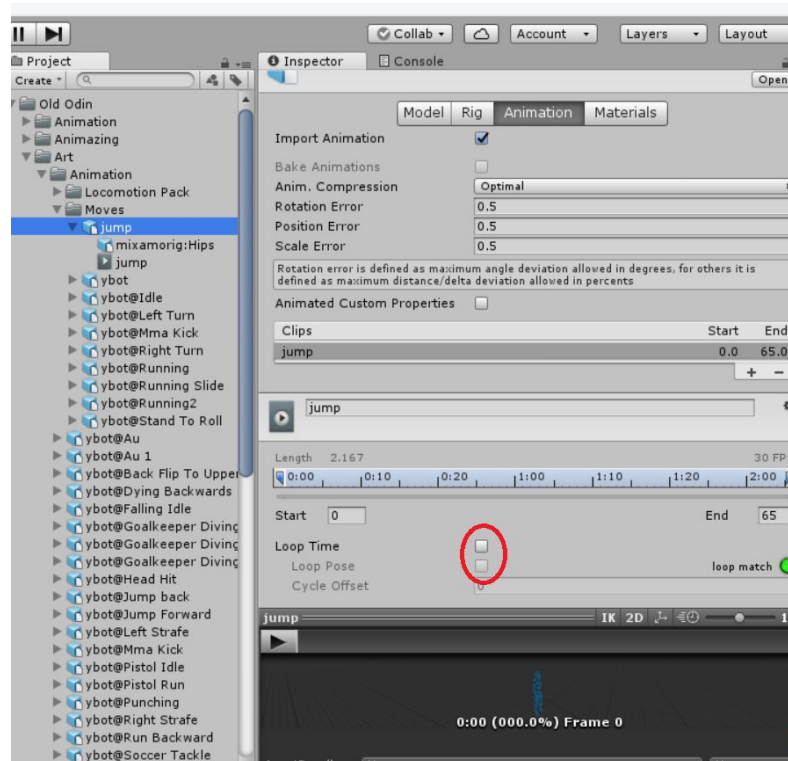 Collab
Account
Layers
Layout
Project
Inspector
Console
Create
Open
Old Odin
Animation
Animazing
Art
Animation
Locomotion Pack
Moves
jump
mixamorig:Hips
jump
ybot
ybot@Idle
ybot@Left Turn
ybot@Mma Kick
ybot@Right Turn
ybot@Running
ybot@Running Slide
ybot@Running2
ybot@Stand To Roll
ybot@Au
ybot@Au 1
ybot@Back Flip To Upper
ybot@Dying Backwards
ybot@Falling Idle
ybot@Goalkeeper Diving
ybot@Goalkeeper Diving
ybot@Goalkeeper Diving
ybot@Head Hit
ybot@Jump back
ybot@Jump Forward
ybot@Left Strafe
ybot@Mma Kick
ybot@Pistol Idle
ybot@Pistol Run
ybot@Punching
ybot@Right Strafe
ybot@Run Backward
ybot@Soccer Tackle
Model Rig Animation Materials
Import Animation
Bake Animations
Anim. Compression Optimal
Rotation Error 0.5
Position Error 0.5
Scale Error 0.5
Rotation error is defined as maximum angle deviation allowed in degrees, for others it is
defined as maximum distance/delta deviation allowed in percents
Animated Custom Properties
Clips Start End
jump 0.0 65.0
+ −
jump
Length 2.167 30 FP
0:00 0:10 0:20 1:00 1:10 1:20 2:00
Start 0 End 65
Loop Time
Loop Pose loop match
Cycle Offset 0
jump IK 2D 1
0:00 (000.0%) Frame 0